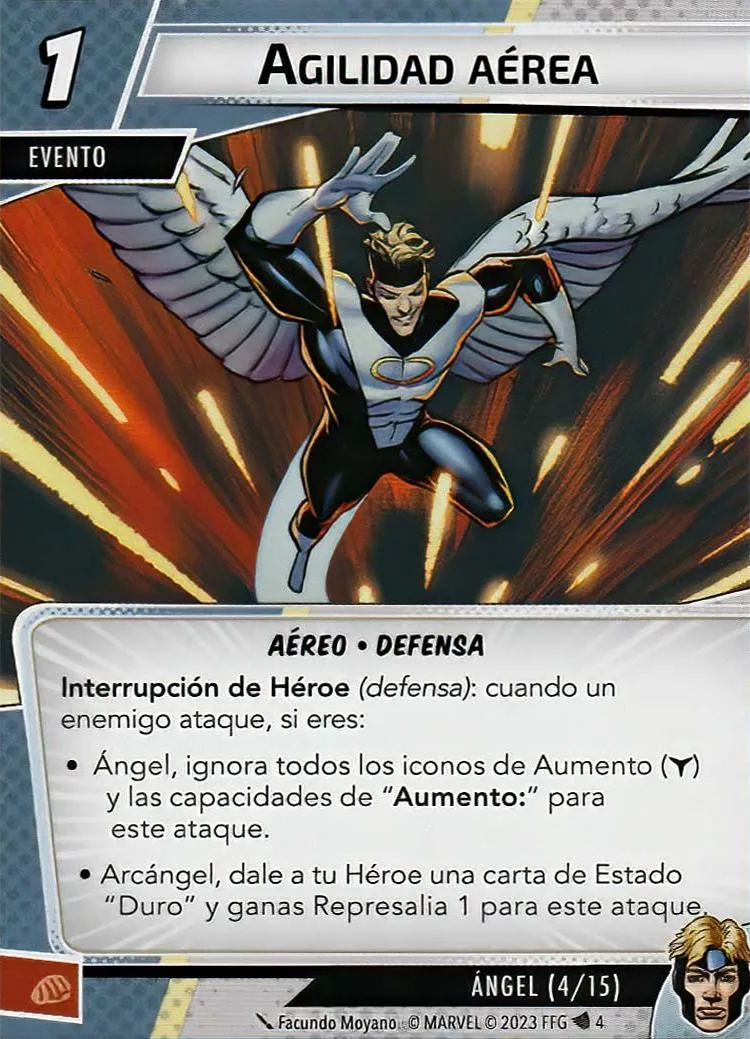 1
AGILIDAD AÉREA
EVENTO
AÉREO • DEFENSA
Interrupción de Héroe (defensa): cuando un
enemigo ataque, si eres:
• Ángel, ignora todos los iconos de Aumento ()
y las capacidades de “Aumento:” para
este ataque.
• Arcángel, dale a tu Héroe una carta de Estado
“Duro” y ganas Represalia 1 para este ataque.
ÁNGEL (4/15)
Facundo Moyano © MARVEL © 2023 FFG 4